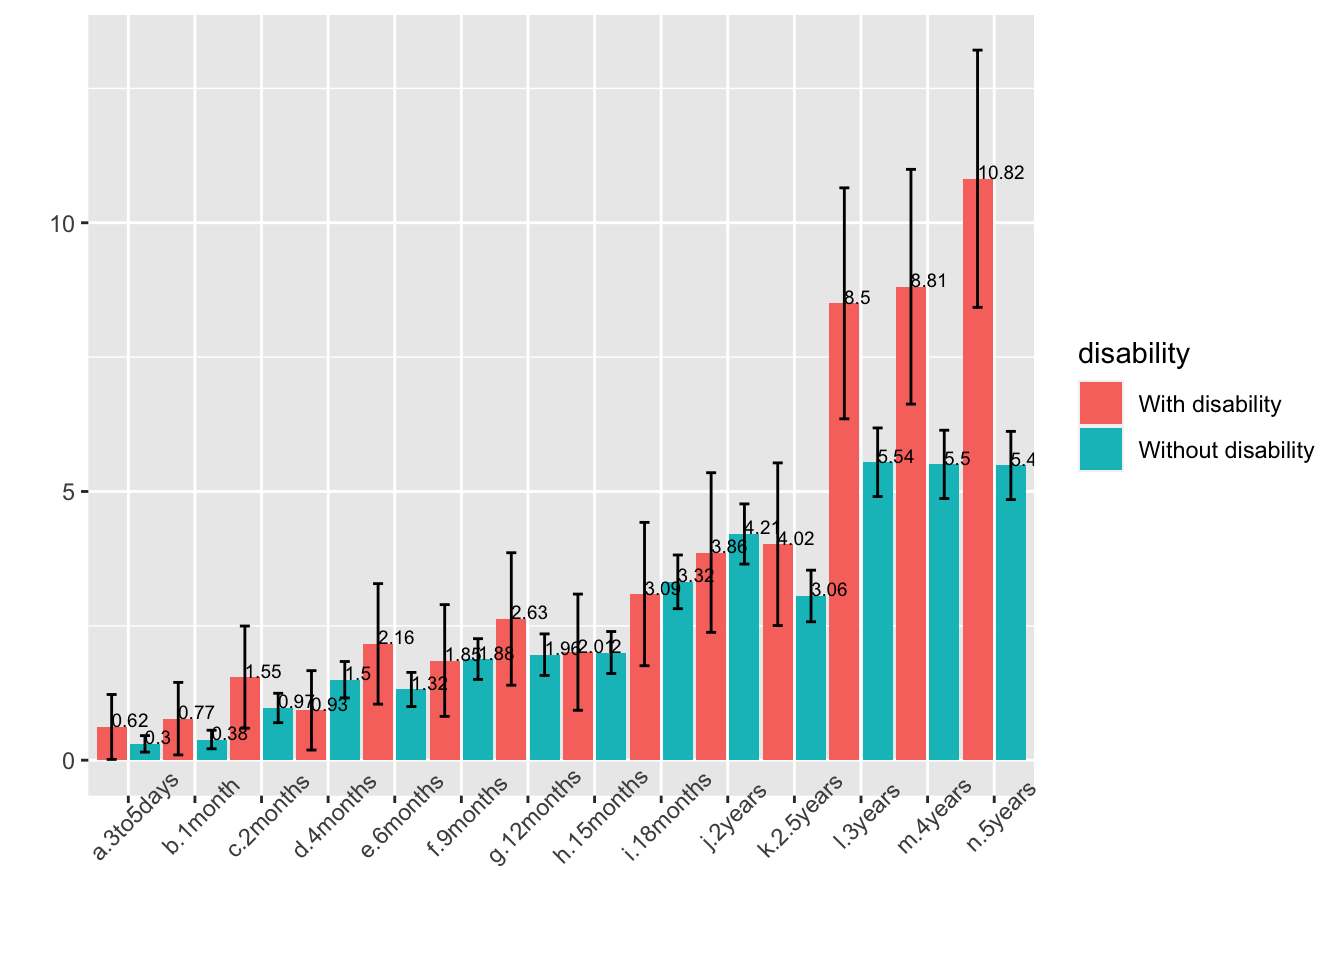 10
5
0
0.62
0.3
0.77
0.38
1.55
0.97
0.93
1.5
2.16
1.32
1.85
1.88
2.63
1.96
2.01
2
3.09
3.32
3.86
4.21
4.02
3.06
8.5
5.54
8.81
5.5
10.82
5.4
a.3to5days
b.1month
c.2months
d.4months
e.6months
f.9months
g.12months
h.15months
i.18months
j.2years
k.2.5years
l.3years
m.4years
n.5years
disability
With disability
Without disability